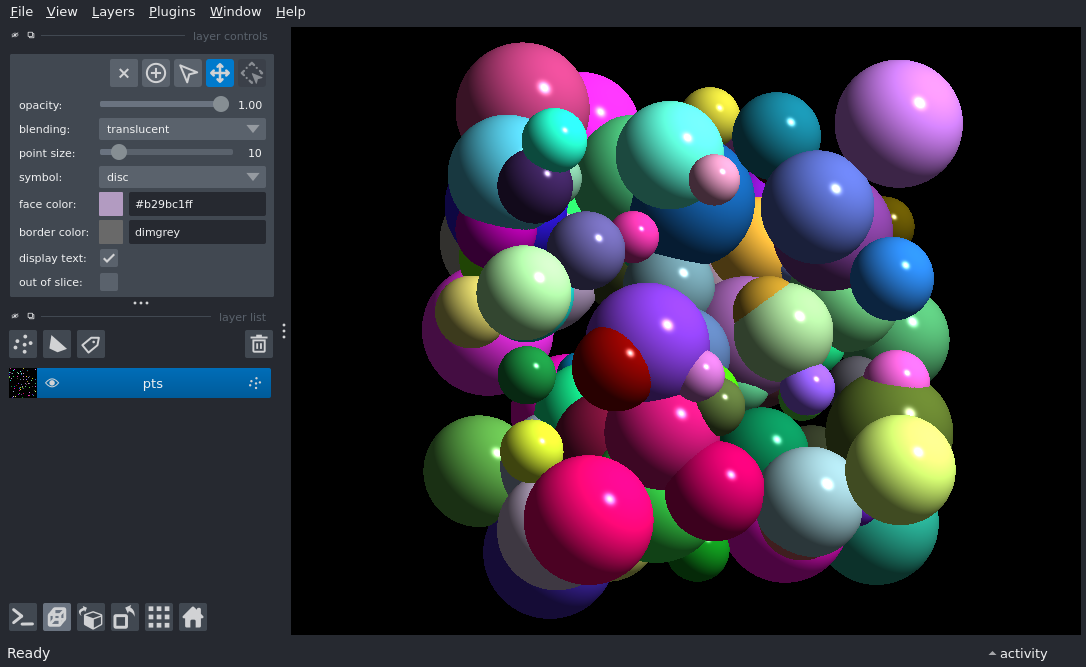 File View Layers Plugins Window Help
layer controls
opacity: 1.00
blending: translucent
point size: 10
symbol: disc
face color: #b29bc1ff
border color: dimgrey
display text:
out of slice:
layer list
pts
Ready
activity